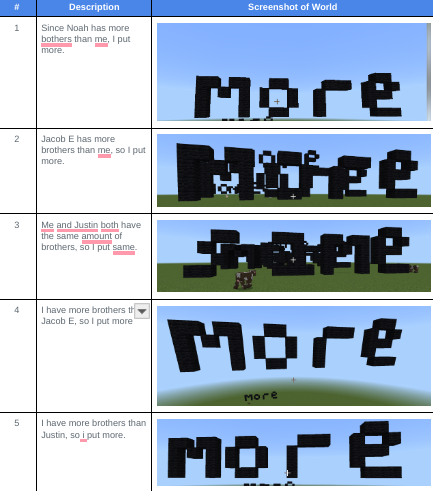 # Description Screenshot of World
1 Since Noah has more
bothers than me, I put
more.
More
2 Jacob E has more
brothers than me, so I put
more.
3 Me and Justin both have
the same amount of
brothers, so I put same.
4 I have more brothers th
Jacob E, so I put more
More
more
5 I have more brothers than
Justin, so i put more.
more